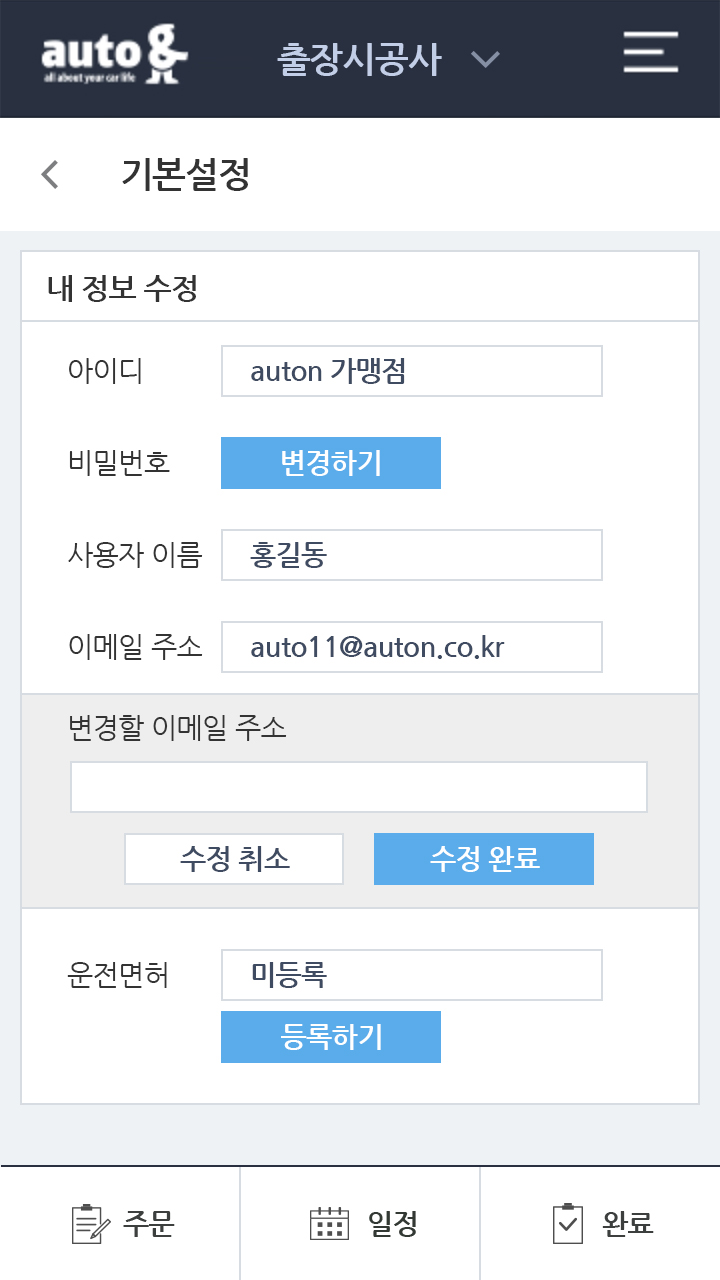 auto &
all about your car life
출장시공사
기본설정
내 정보 수정
아이디 auton 가맹점
비밀번호 변경하기
사용자 이름 홍길동
이메일 주소 auto11@auton.co.kr
변경할 이메일 주소
수정 취소 수정 완료
운전면허 미등록
등록하기
주문 일정 완료